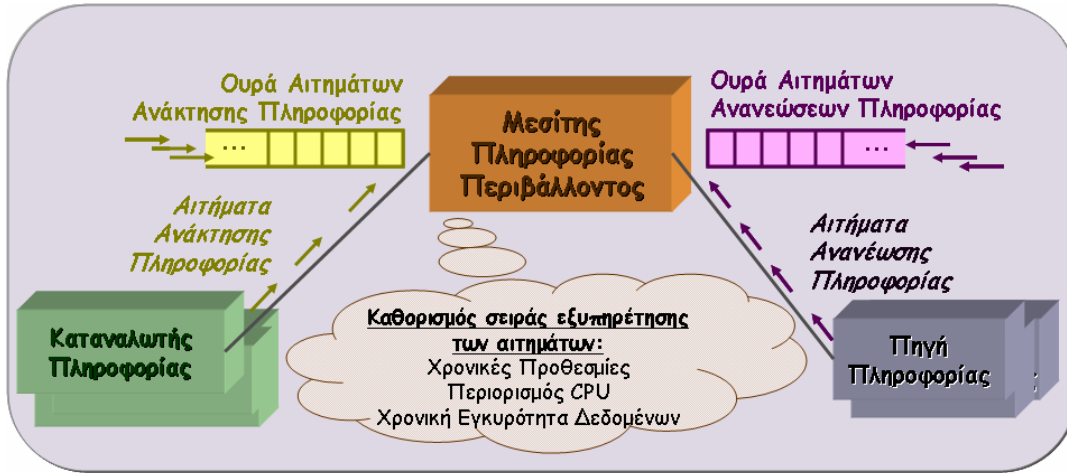 Ουρά Αιτημάτων
Ανάκτησης Πληροφορίας
...
Μεσίτης
Πληροφορίας
Περιβάλλοντος
Ουρά Αιτημάτων
Ανανεώσεων Πληροφορίας
...
Αιτήματα
Ανάκτησης
Πληροφορίας
Αιτήματα
Ανανέωσης
Πληροφορίας
Καταναλωτής
Πληροφορίας
Καθορισμός σειράς εξυπηρέτησης
των αιτημάτων:
Χρονικές Προθεσμίες
Περιορισμός CPU
Χρονική Εγκυρότητα Δεδομένων
Πηγή
Πληροφορίας